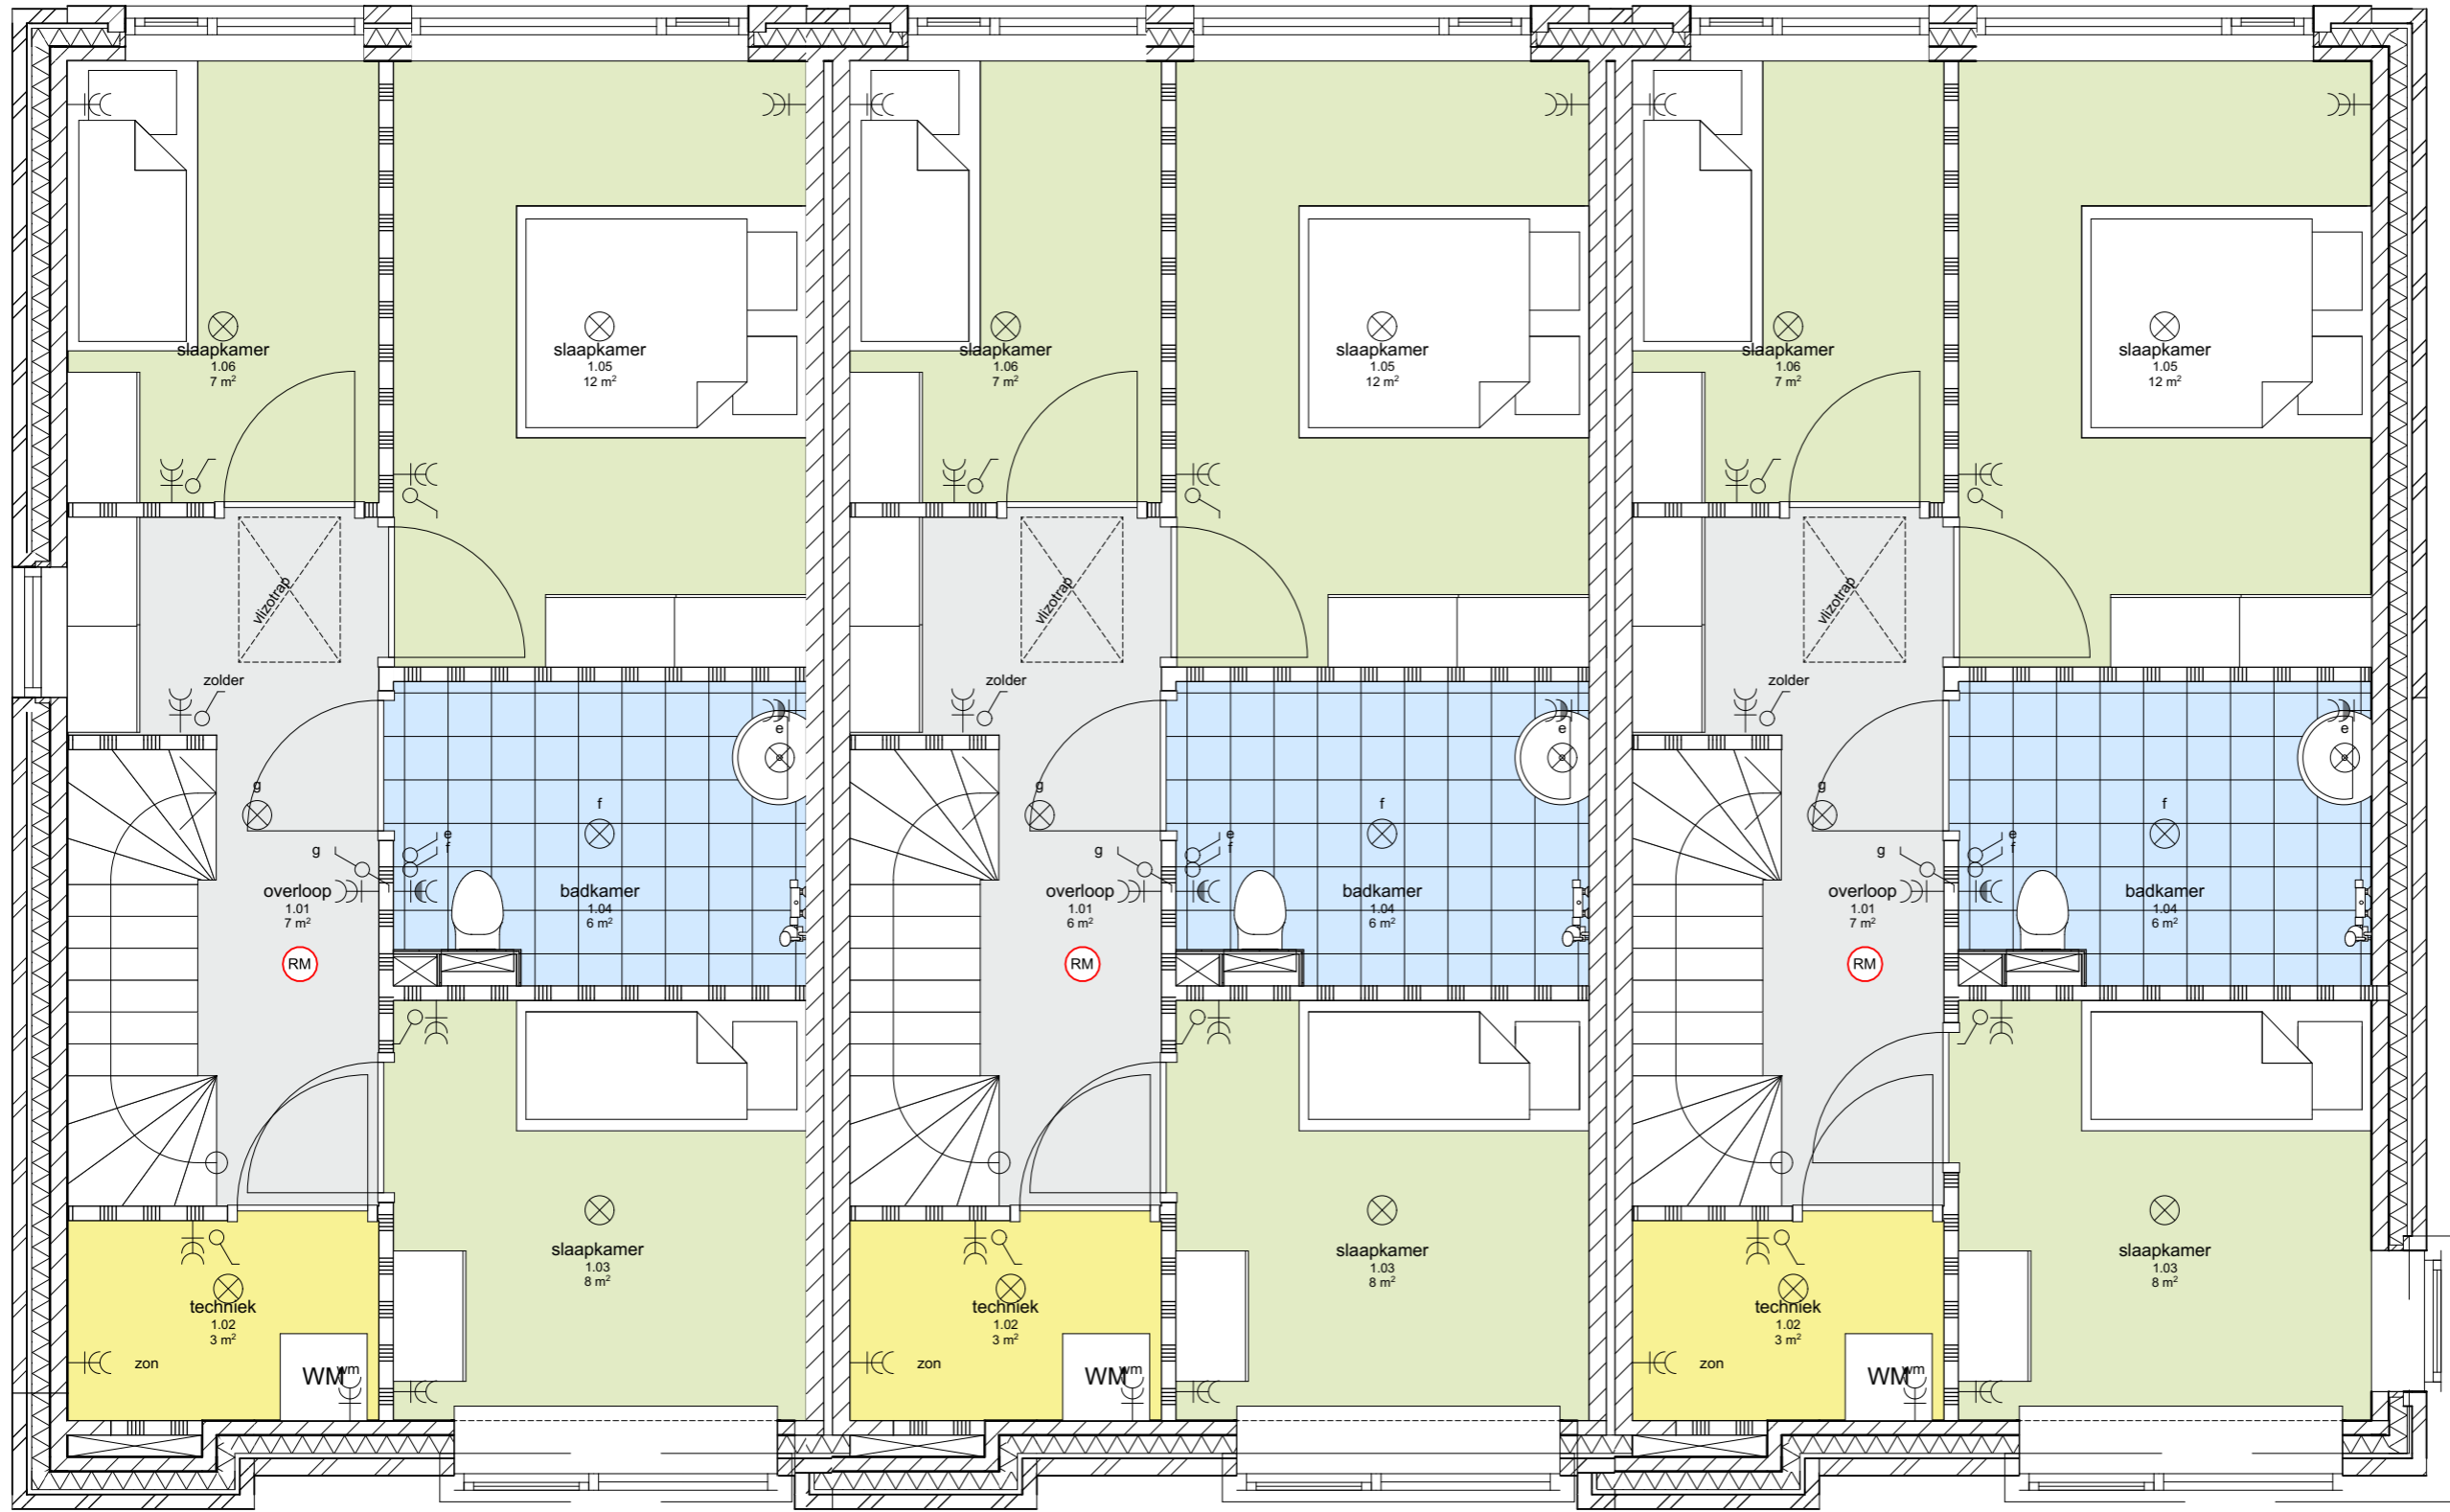 slaapkamer
1.06
7 m²
slaapkamer
1.05
12 m²
vlizotrap
zolder
g
e
f
g
e
f
overloop
1.01
7 m²
RM
badkamer
1.04
6 m²
slaapkamer
1.03
8 m²
techniek
1.02
3 m²
zon
WM
wm
slaapkamer
1.06
7 m²
slaapkamer
1.05
12 m²
vlizotrap
zolder
g
e
f
g
e
f
overloop
1.01
6 m²
RM
badkamer
1.04
6 m²
slaapkamer
1.03
8 m²
techniek
1.02
3 m²
zon
WM
wm
slaapkamer
1.06
7 m²
slaapkamer
1.05
12 m²
vlizotrap
zolder
g
e
f
g
e
f
overloop
1.01
7 m²
RM
badkamer
1.04
6 m²
slaapkamer
1.03
8 m²
techniek
1.02
3 m²
zon
WM
wm